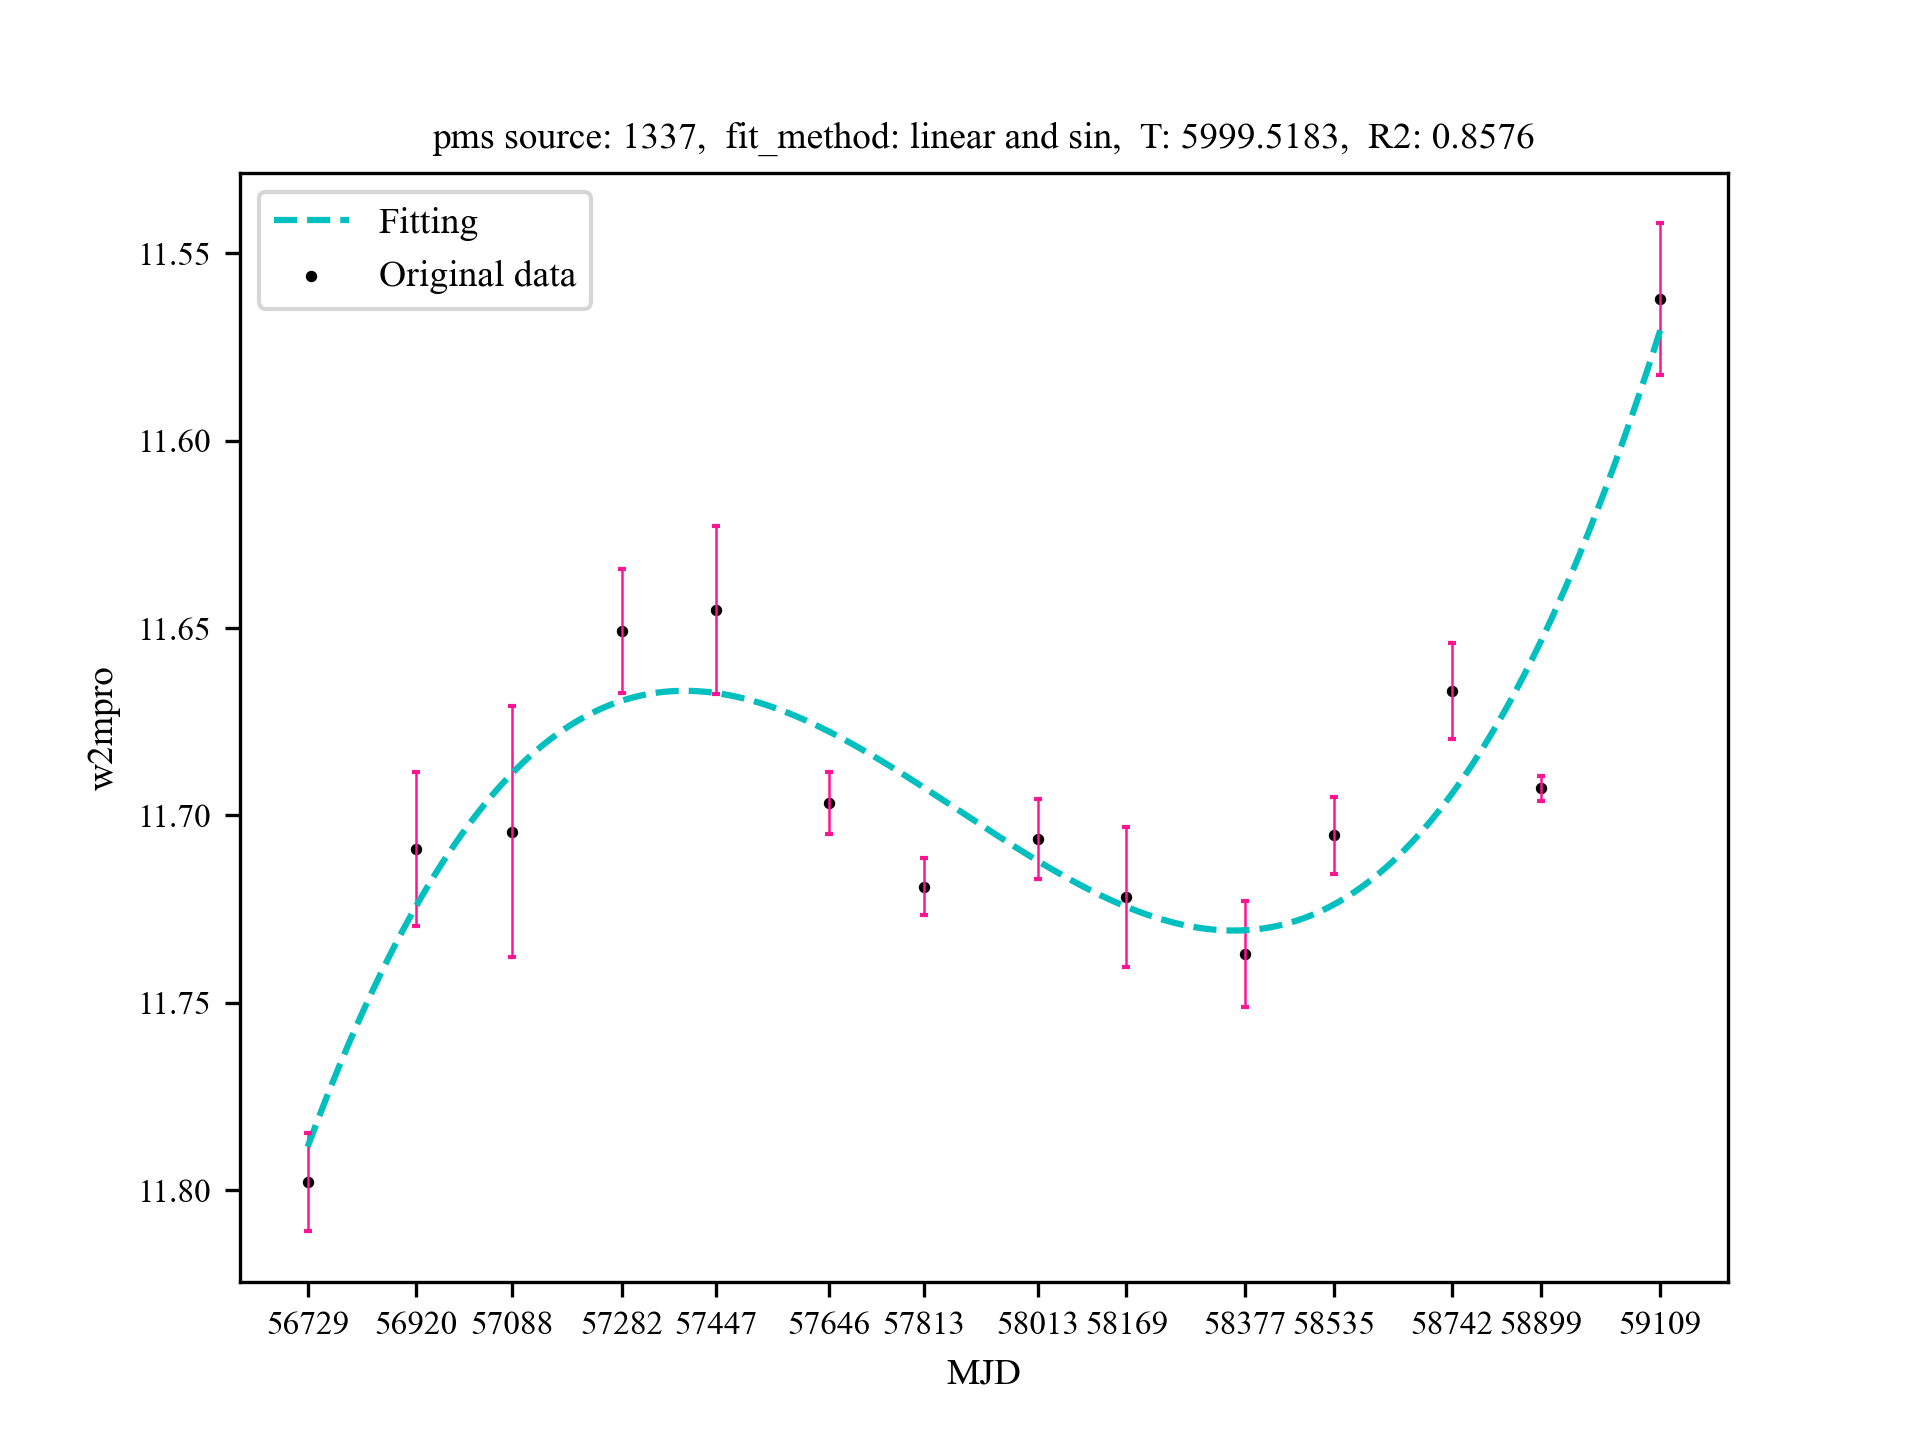 pms source: 1337,  fit_method: linear and sin,  T: 5999.5183,  R2: 0.8576
Fitting
Original data
11.55
11.60
11.65
11.70
11.75
11.80
w2mpro
56729 56920 57088 57282 57447 57646 57813 58013 58169 58377 58535 58742 58899 59109
MJD